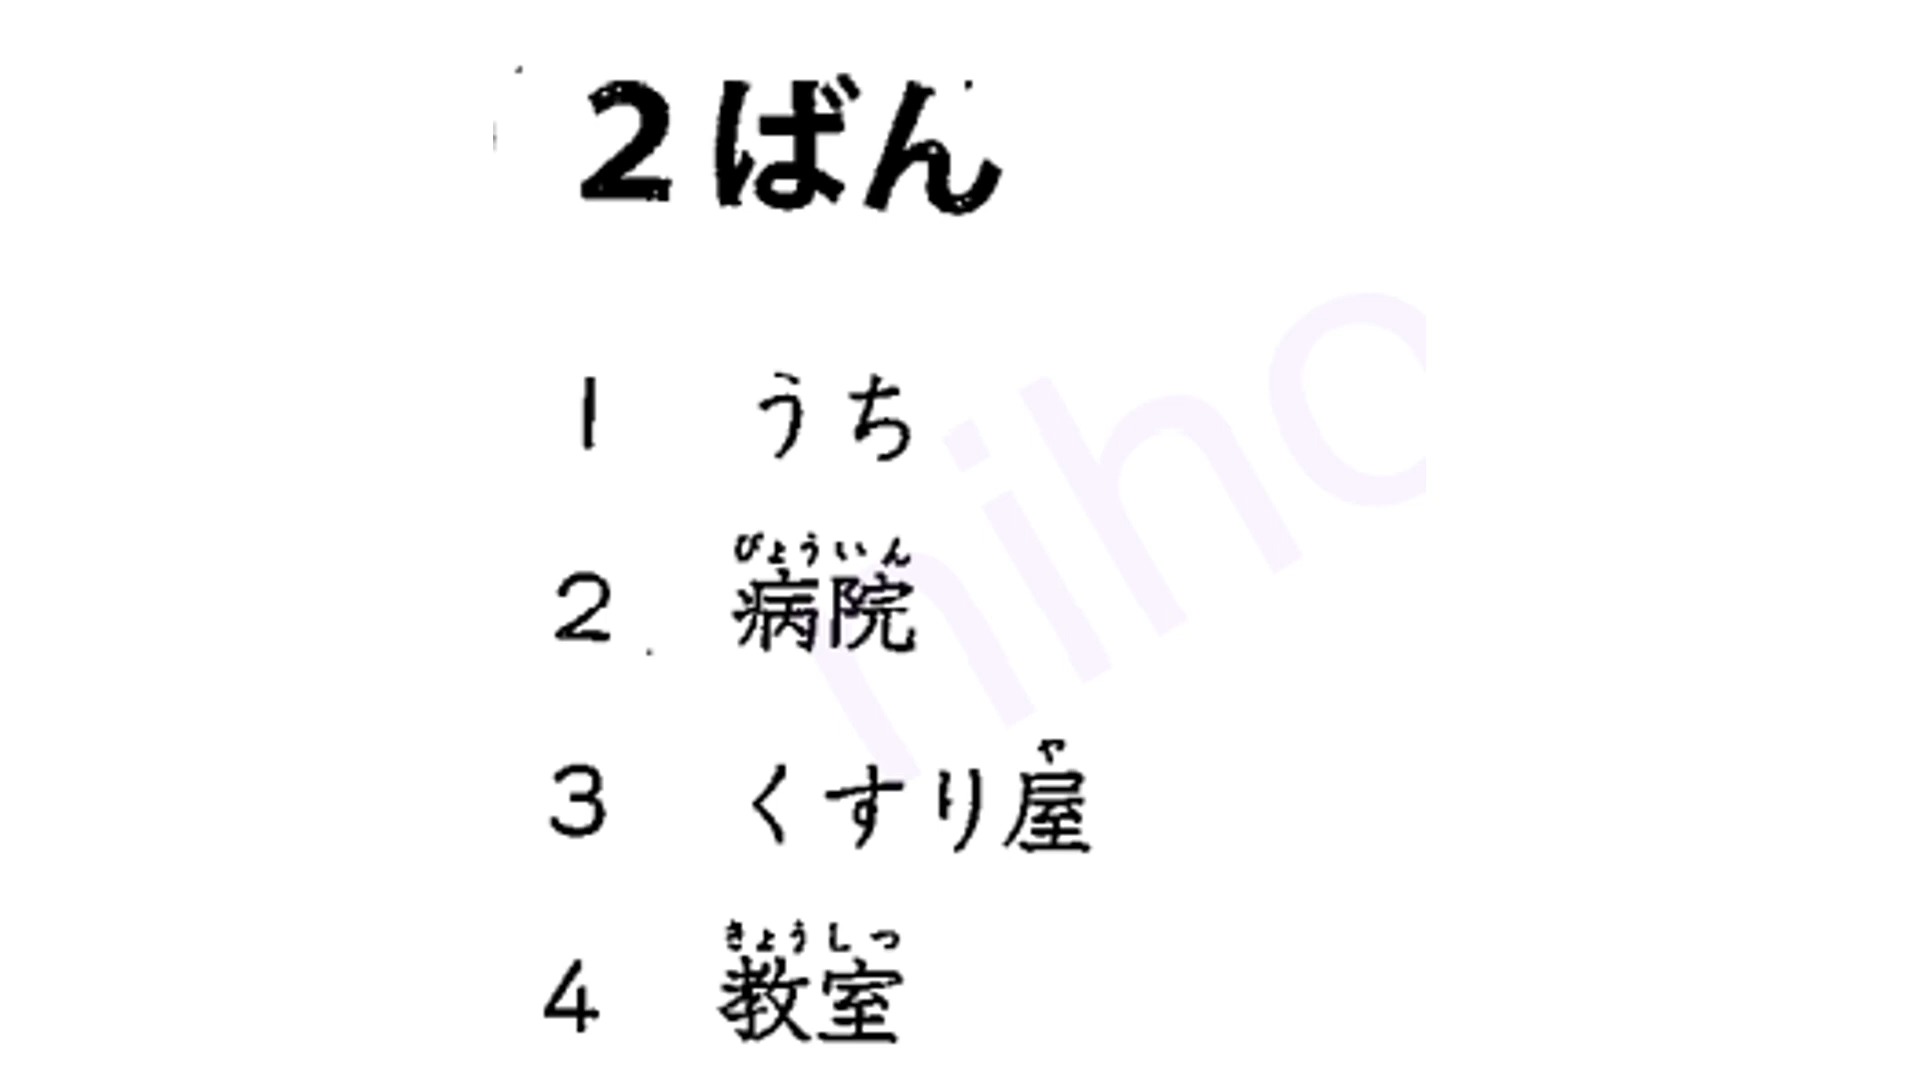 2ばん
1 うち
びょういん
2 病院
や
3 くすり屋
きょうしつ
4 教室
nihc